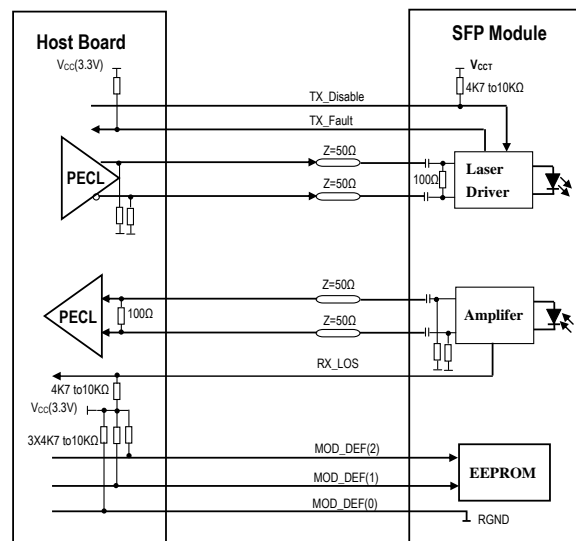 Host Board
SFP Module
VCC(3.3V)
VCCT
4K7 to10KΩ
TX_Disable
TX_Fault
PECL
Z=50Ω
Z=50Ω
100Ω
Laser
Driver
Z=50Ω
Z=50Ω
PECL
100Ω
Amplifer
RX_LOS
4K7 to10KΩ
VCC(3.3V)
3X4K7 to10KΩ
MOD_DEF(2)
MOD_DEF(1)
EEPROM
MOD_DEF(0)
RGND